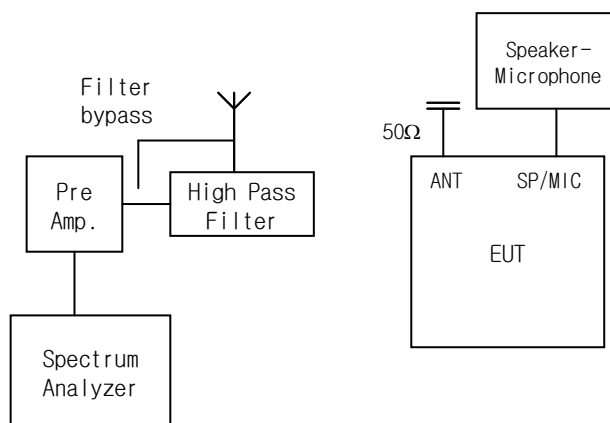 Filter
bypass
Pre
Amp.
High Pass
Filter
Spectrum
Analyzer
Speaker-
Microphone
50Ω
ANT
SP/MIC
EUT